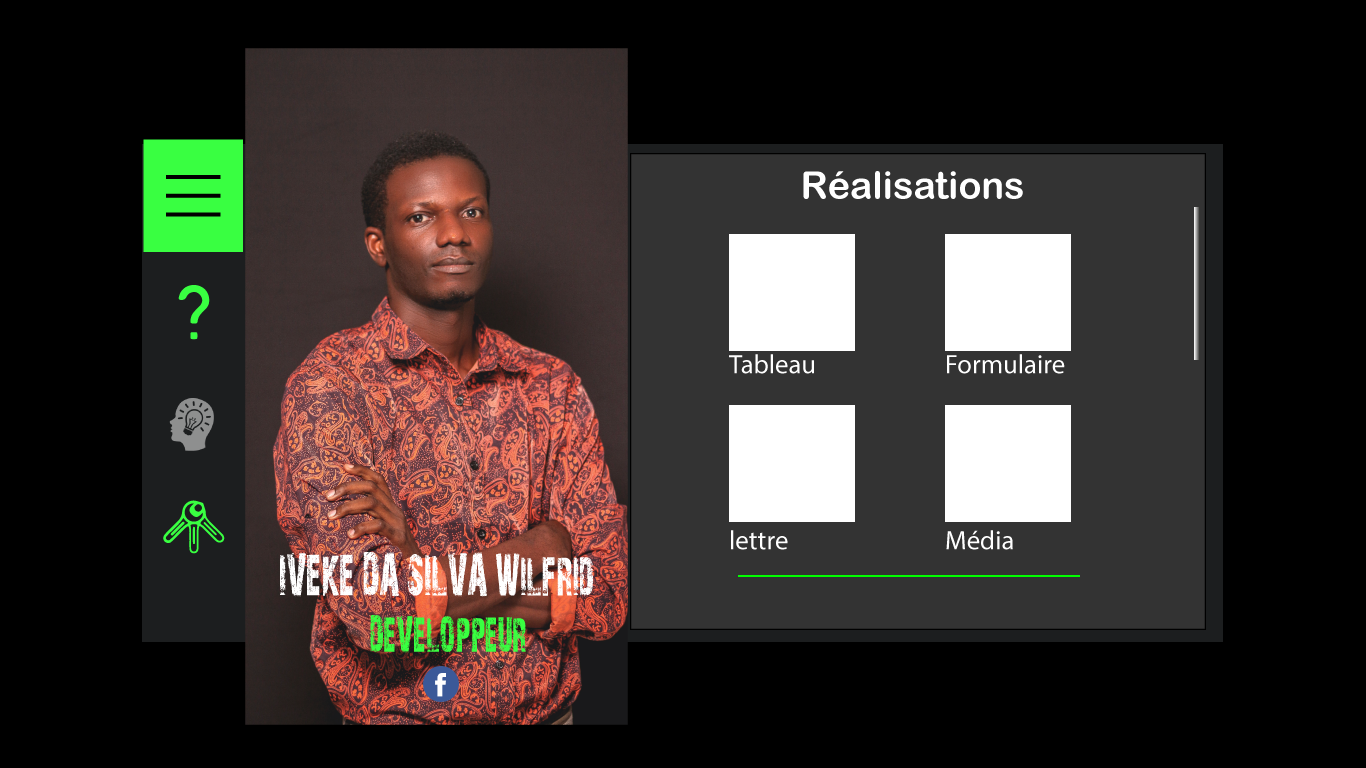 Réalisations
Tableau
Formulaire
lettre
Média
IVEKE DA SILVA WILFRID
DEVELOPPEUR
f